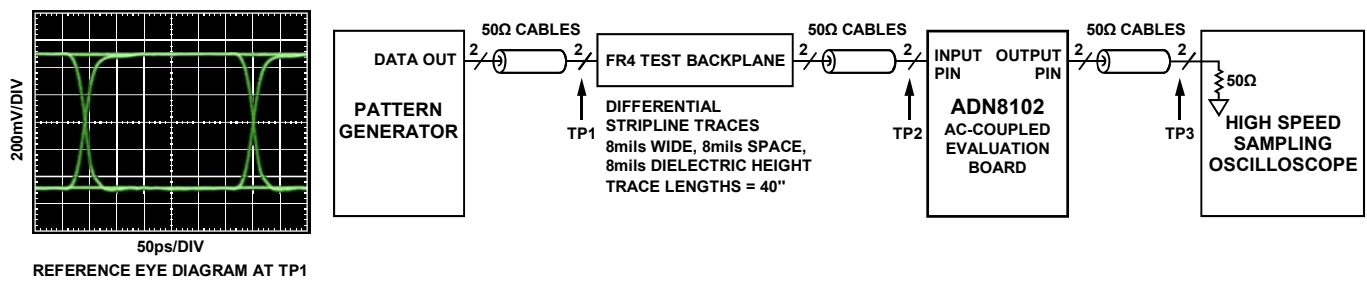 200mV/DIV
50ps/DIV
REFERENCE EYE DIAGRAM AT TP1
DATA OUT
PATTERN
GENERATOR
2
50Ω CABLES
2
TP1
FR4 TEST BACKPLANE
DIFFERENTIAL
STRIPLINE TRACES
8mils WIDE, 8mils SPACE,
8mils DIELECTRIC HEIGHT
TRACE LENGTHS = 40"
2
50Ω CABLES
2
TP2
INPUT
PIN
OUTPUT
PIN
ADN8102
AC-COUPLED
EVALUATION
BOARD
2
50Ω CABLES
2
TP3
50Ω
HIGH SPEED
SAMPLING
OSCILLOSCOPE